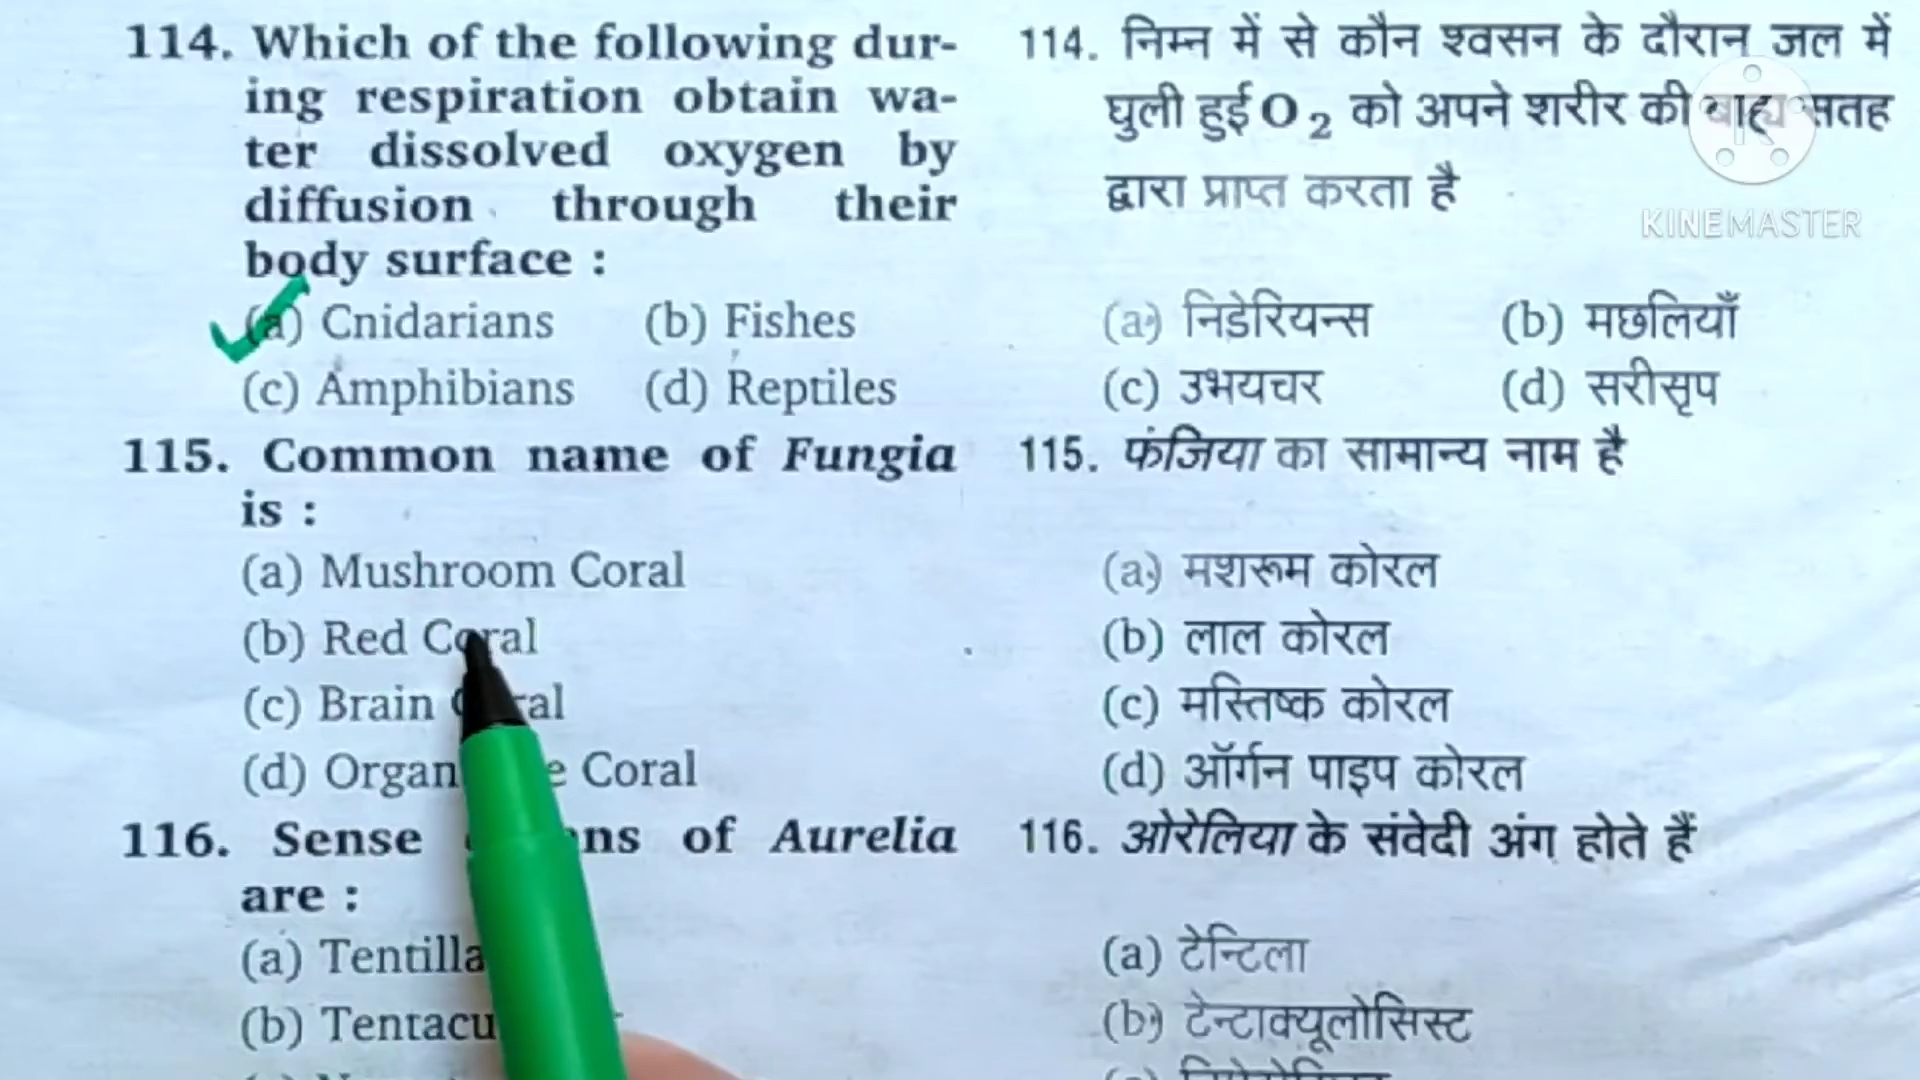 114. Which of the following dur-
ing respiration obtain wa-
ter dissolved oxygen by
diffusion through their
body surface :
(a) Cnidarians (b) Fishes
(c) Amphibians (d) Reptiles
115. Common name of Fungia
is :
(a) Mushroom Coral
(b) Red Coral
(c) Brain Coral
(d) Organ Coral
116. Sense of Aurelia
are :
(a) Tentilla
(b)
114. निम्न में से कौन श्वसन के दौरान जल में
घुली हुई O2 को अपने शरीर की बाह्य सतह
द्वारा प्राप्त करता है
(a) निडेरियन्स (b) मछलियाँ
(c) उभयचर (d) सरीसृप
115. फंजिया का सामान्य नाम है
(a) मशरूम कोरल
(b) लाल कोरल
(c) मस्तिष्क कोरल
(d) ऑर्गन पाइप कोरल
116. ओरेलिया के संवेदी अंग होते हैं
(a) टेन्टिला
(b) टेन्टाक्यूलोसिस्ट
KINEMASTER